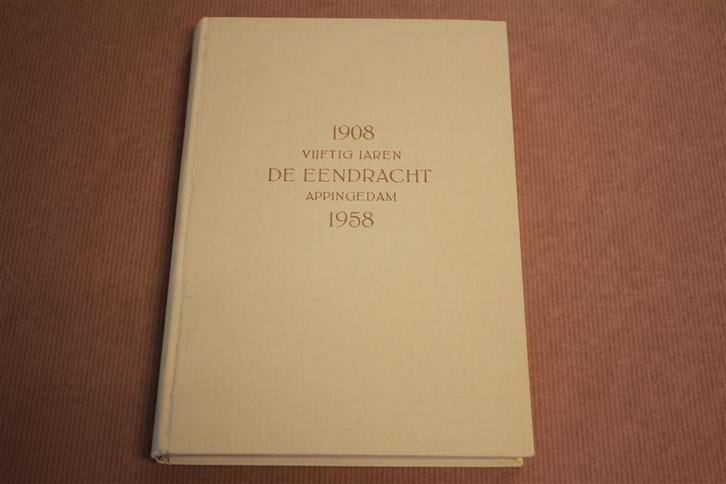 1908
VIJFTIG JAREN
DE EENDRACHT
APPINGEDAM
1958